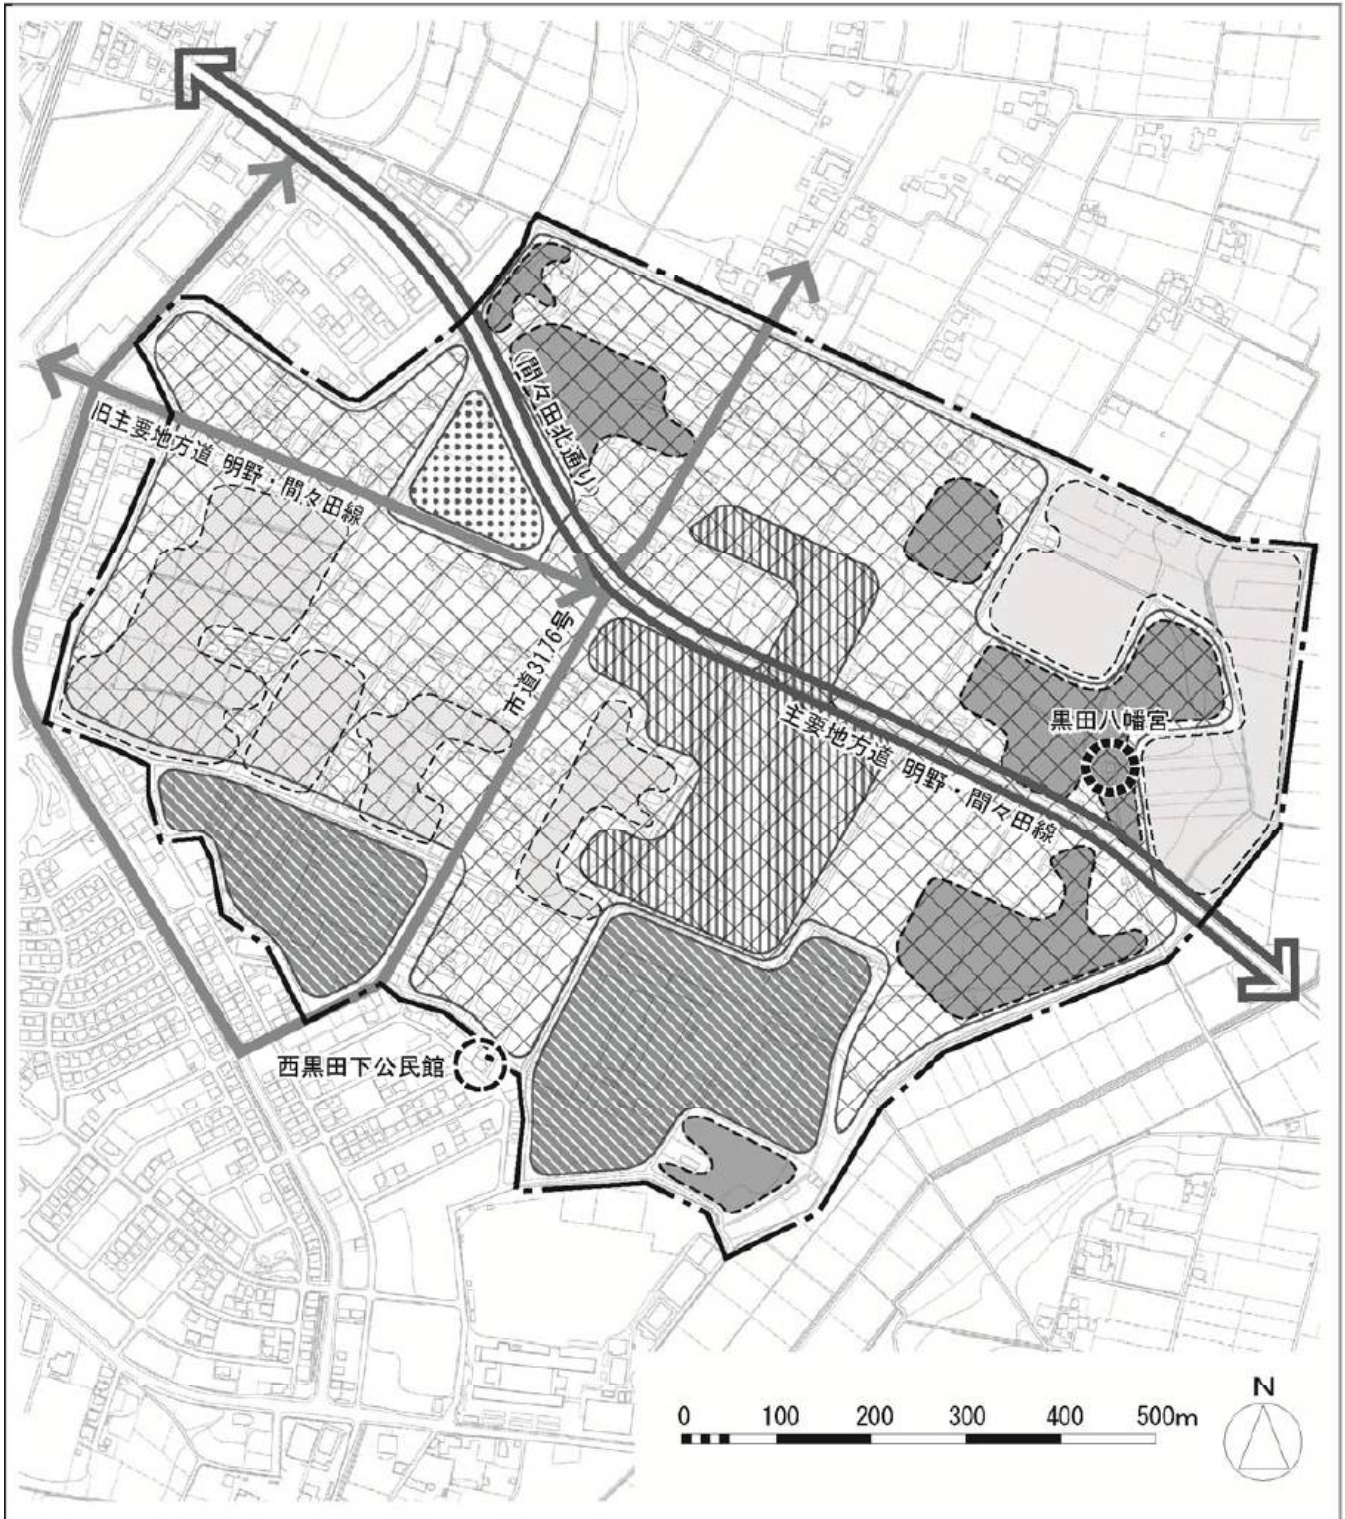 (間々田北通り)
旧主要地方道 明野・間々田線
市道3176号
黒田八幡宮
主要地方道 明野・間々田線
西黒田下公民館
N
0 100 200 300 400 500m